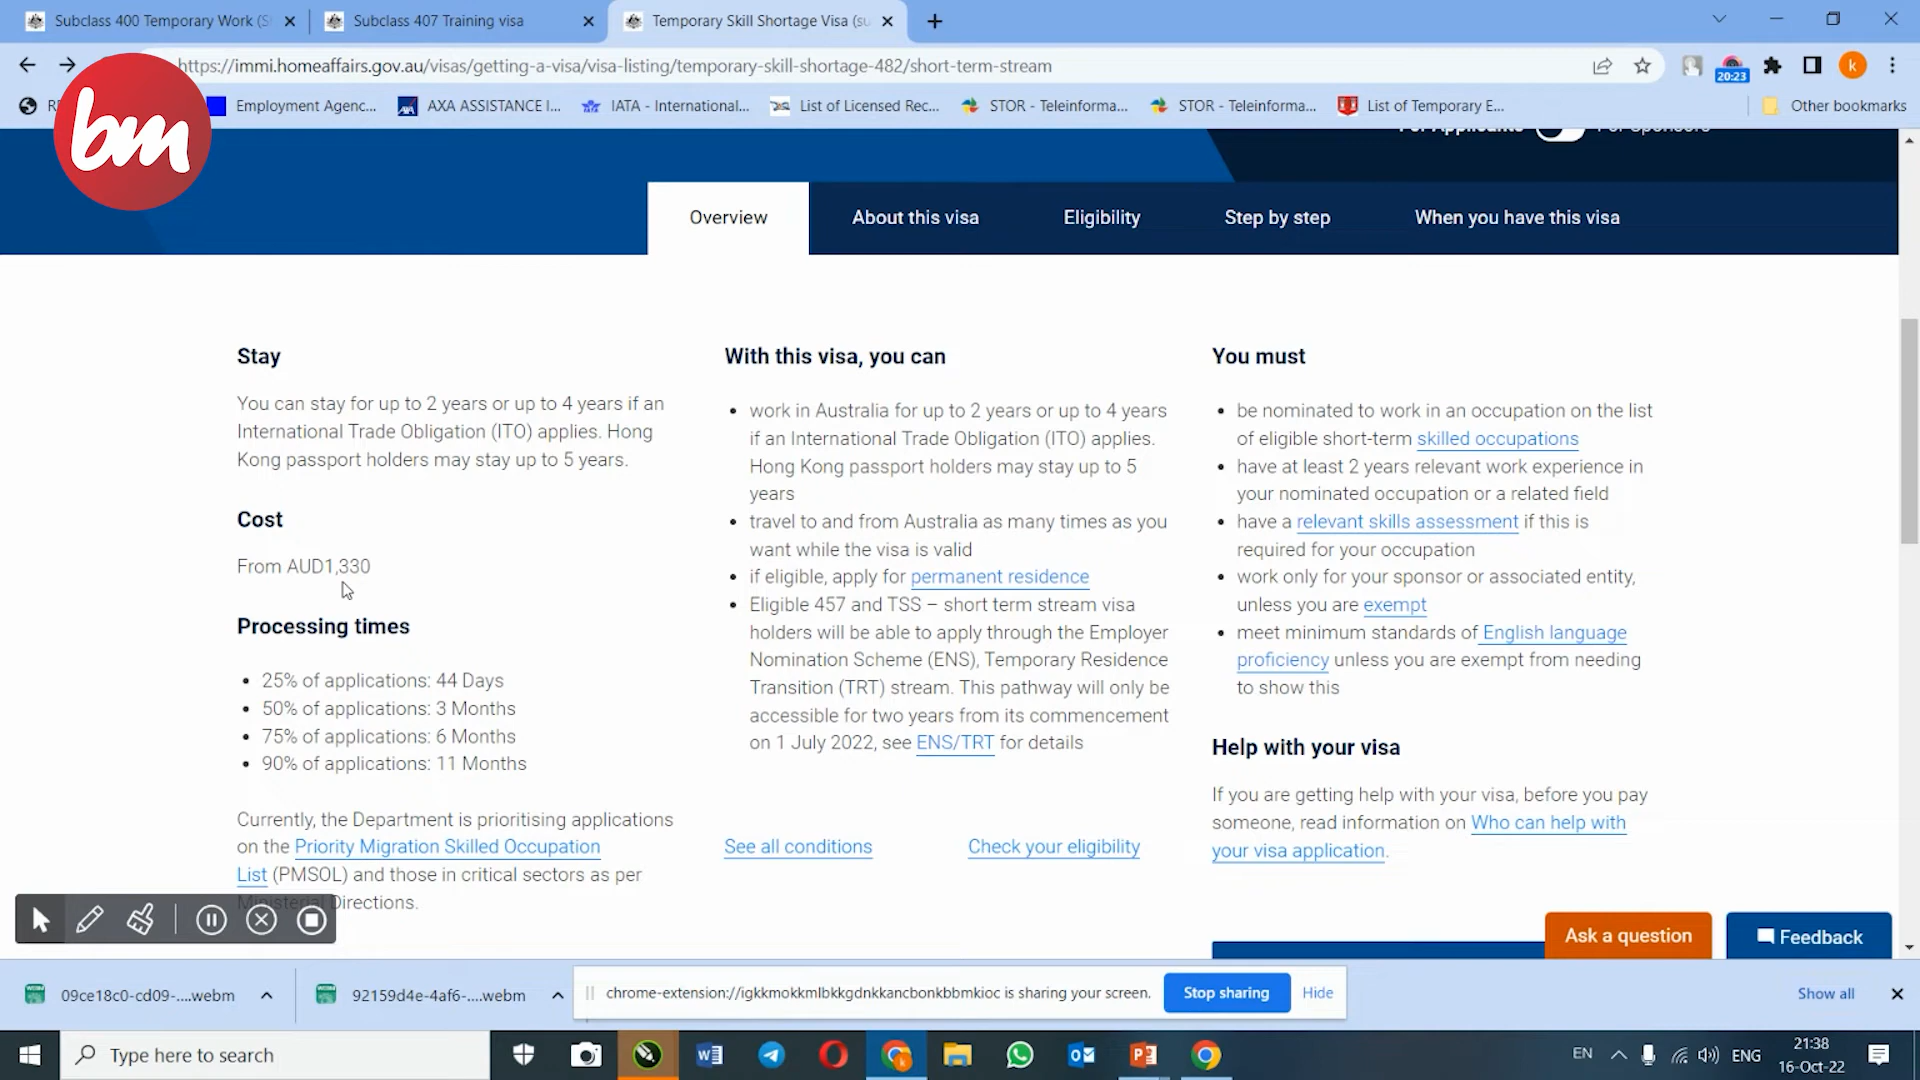 Subclass 400 Temporary Work (S
Subclass 407 Training visa
Temporary Skill Shortage Visa (su
https://immi.homeaffairs.gov.au/visas/getting-a-visa/visa-listing/temporary-skill-shortage-482/short-term-stream
20:23
k
Employment Agenc...
AXA ASSISTANCE I...
IATA - International...
List of Licensed Rec...
STOR - Teleinforma...
STOR - Teleinforma...
List of Temporary E...
Other bookmarks
bm
For Applicants
For Sponsors
Overview
About this visa
Eligibility
Step by step
When you have this visa
Stay
You can stay for up to 2 years or up to 4 years if an
International Trade Obligation (ITO) applies. Hong
Kong passport holders may stay up to 5 years.
Cost
From AUD1,330
Processing times
25% of applications: 44 Days
50% of applications: 3 Months
75% of applications: 6 Months
90% of applications: 11 Months
Currently, the Department is prioritising applications
on the Priority Migration Skilled Occupation
List (PMSOL) and those in critical sectors as per
Ministerial Directions.
With this visa, you can
work in Australia for up to 2 years or up to 4 years
if an International Trade Obligation (ITO) applies.
Hong Kong passport holders may stay up to 5
years
travel to and from Australia as many times as you
want while the visa is valid
if eligible, apply for permanent residence
Eligible 457 and TSS – short term stream visa
holders will be able to apply through the Employer
Nomination Scheme (ENS), Temporary Residence
Transition (TRT) stream. This pathway will only be
accessible for two years from its commencement
on 1 July 2022, see ENS/TRT for details
See all conditions
Check your eligibility
You must
be nominated to work in an occupation on the list
of eligible short-term skilled occupations
have at least 2 years relevant work experience in
your nominated occupation or a related field
have a relevant skills assessment if this is
required for your occupation
work only for your sponsor or associated entity,
unless you are exempt
meet minimum standards of English language
proficiency unless you are exempt from needing
to show this
Help with your visa
If you are getting help with your visa, before you pay
someone, read information on Who can help with
your visa application.
Ask a question
Feedback
09ce18c0-cd09-....webm
92159d4e-4af6-....webm
chrome-extension://igkkmokkmlbkkgdnkkancbonkbbmkioc is sharing your screen.
Stop sharing
Hide
Show all
Type here to search
EN
ENG
21:38
16-Oct-22